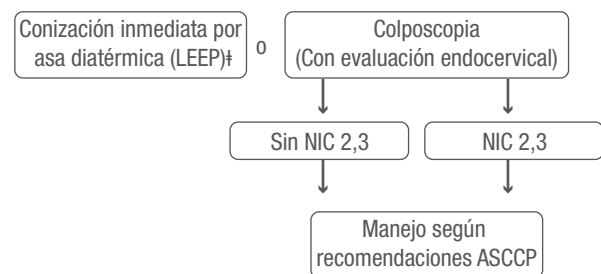 Conización inmediata por
asa diatérmica (LEEP)ǂ
o
Colposcopia
(Con evaluación endocervical)
Sin NIC 2,3
NIC 2,3
Manejo según
recomendaciones ASCCP